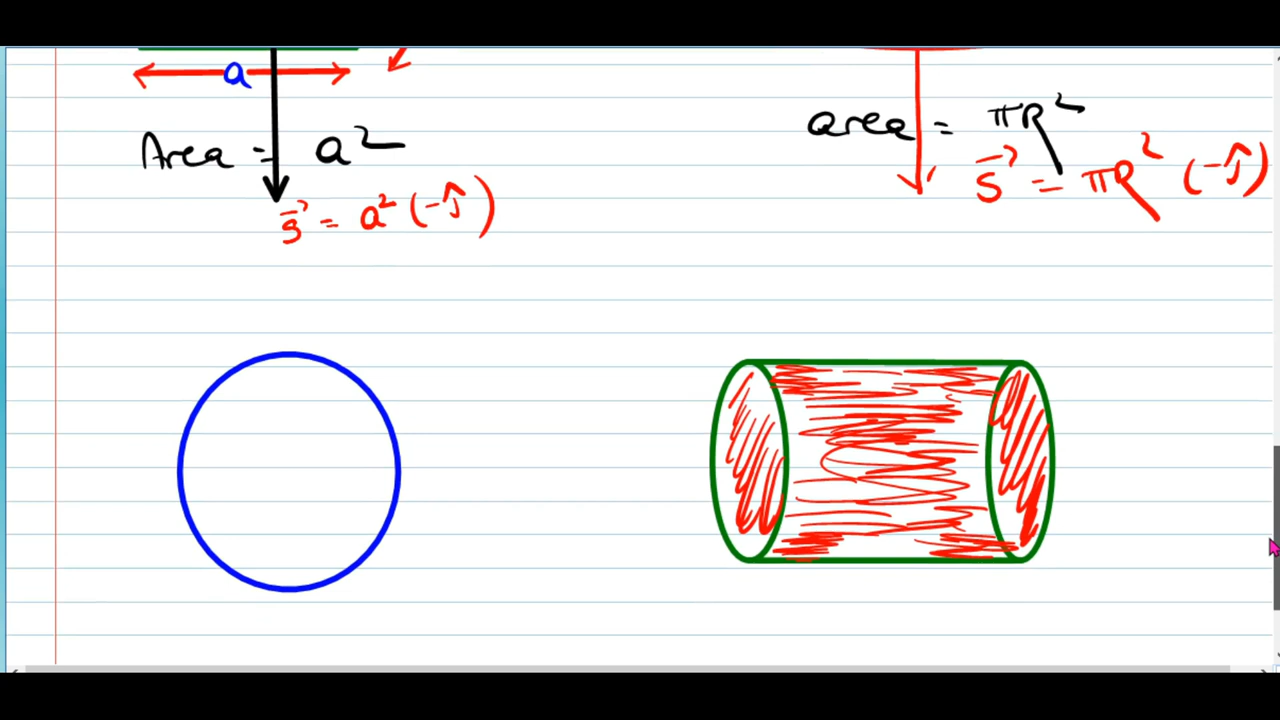 a
Area = a²
s⃗ = a² (-ĵ)
area = πR²
s⃗ = πR² (-ĵ)